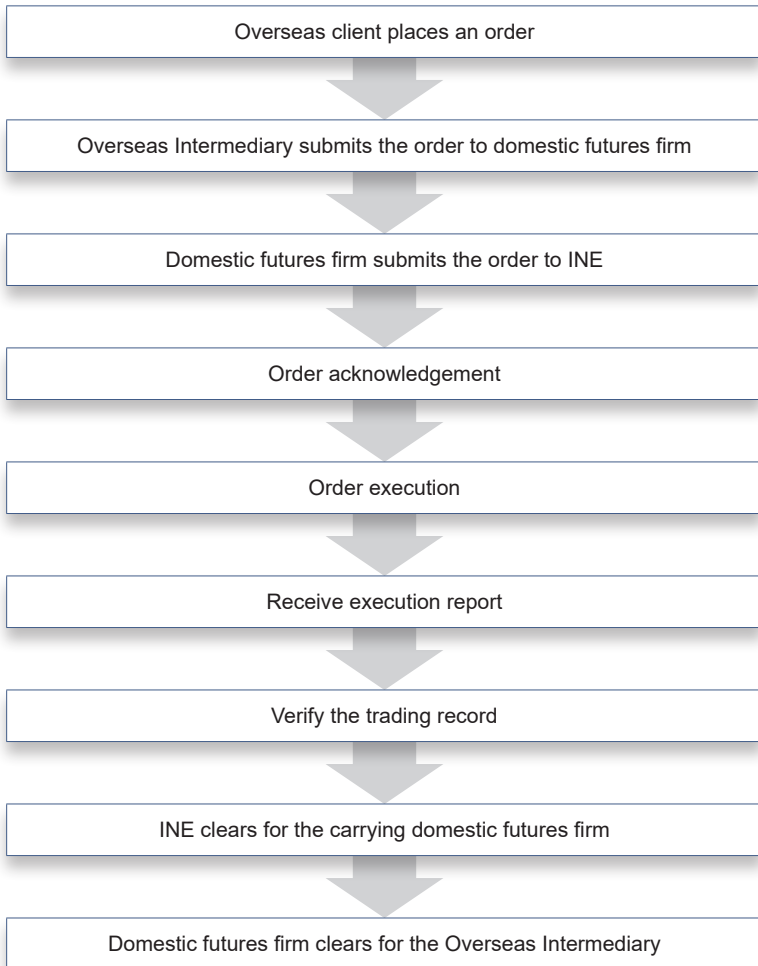 Overseas client places an order
Overseas Intermediary submits the order to domestic futures firm
Domestic futures firm submits the order to INE
Order acknowledgement
Order execution
Receive execution report
Verify the trading record
INE clears for the carrying domestic futures firm
Domestic futures firm clears for the Overseas Intermediary